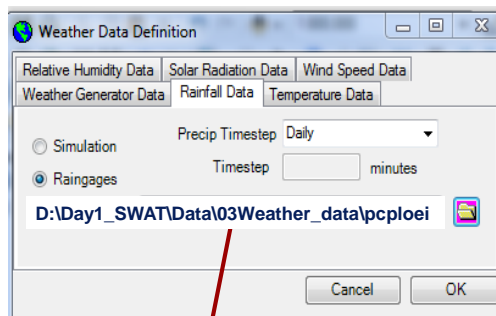 Weather Data Definition
Relative Humidity Data Solar Radiation Data Wind Speed Data
Weather Generator Data Rainfall Data Temperature Data
Simulation
Precip Timestep Daily
Timestep minutes
Raingages
D:\Day1_SWAT\Data\03Weather_data\pcploei
Cancel OK